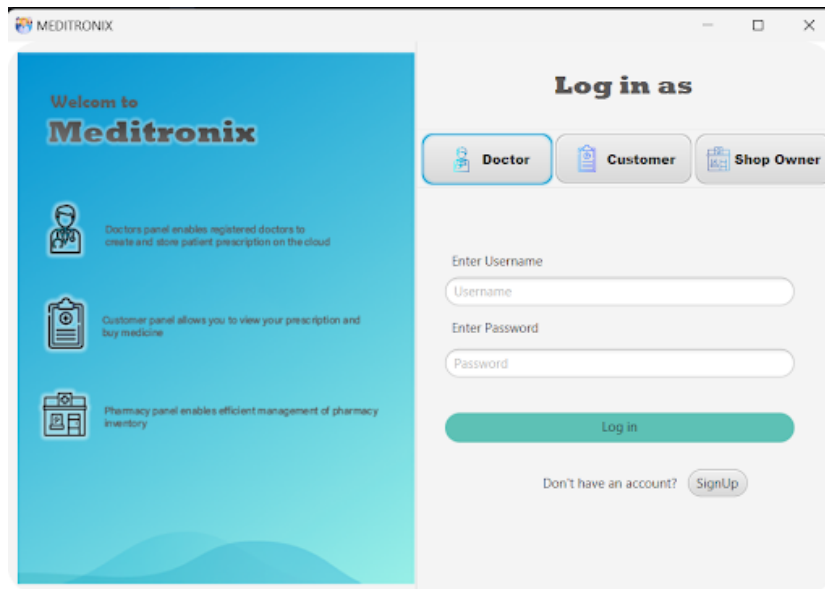 MEDITRONIX
Welcom to
Meditronix
Doctors panel enables registered doctors to
create and store patient prescription on the cloud
Customer panel allows you to view your prescription and
buy medicine
Pharmacy panel enables efficient management of pharmacy
inventory
Log in as
Doctor
Customer
Shop Owner
Enter Username
Username
Enter Password
Password
Log in
Don't have an account? SignUp